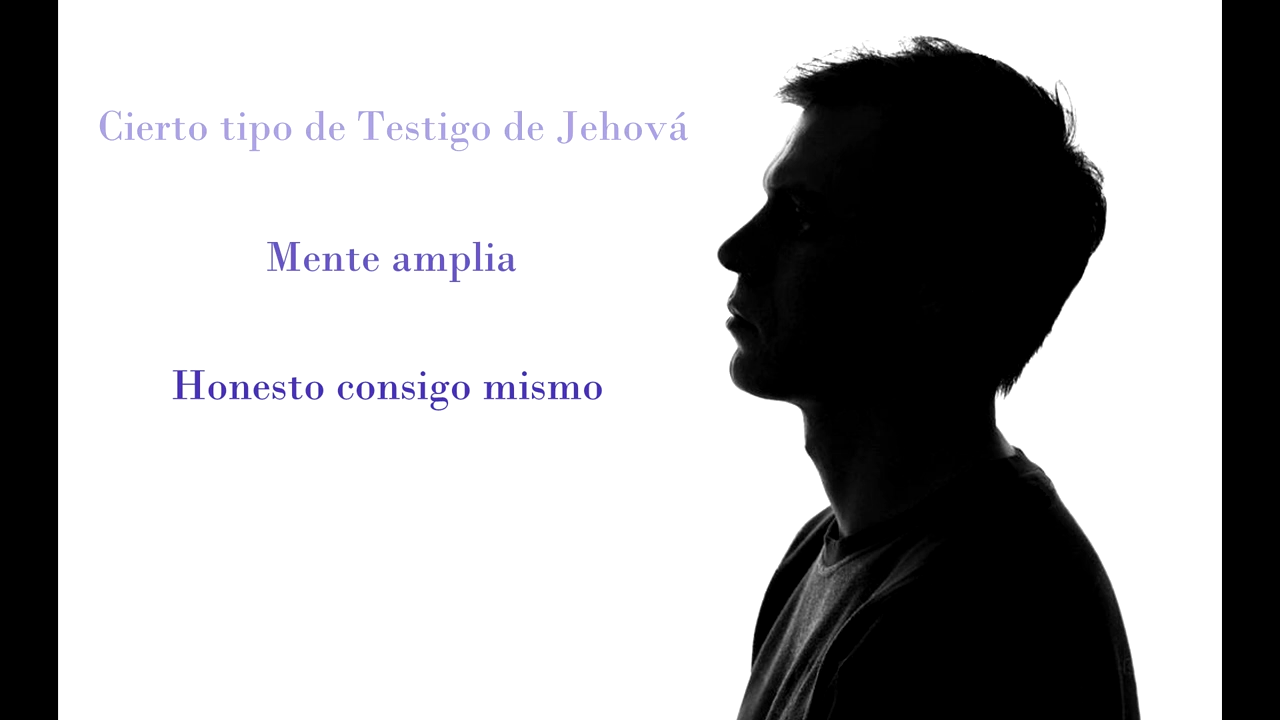 Cierto tipo de Testigo de Jehová
Mente amplia
Honesto consigo mismo